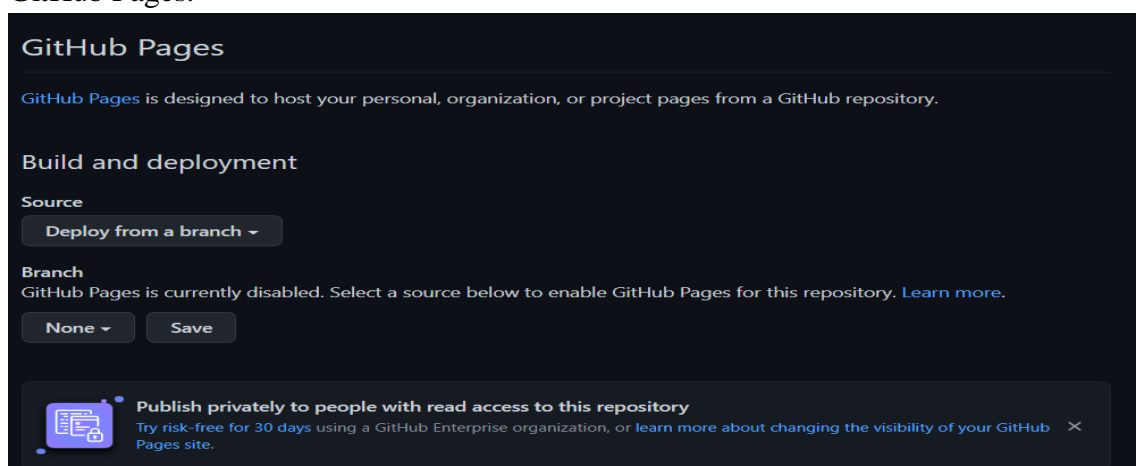 GitHub Pages.
GitHub Pages
GitHub Pages is designed to host your personal, organization, or project pages from a GitHub repository.
Build and deployment
Source
Deploy from a branch
Branch
GitHub Pages is currently disabled. Select a source below to enable GitHub Pages for this repository. Learn more.
None Save
Publish privately to people with read access to this repository
Try risk-free for 30 days using a GitHub Enterprise organization, or learn more about changing the visibility of your GitHub
Pages site.